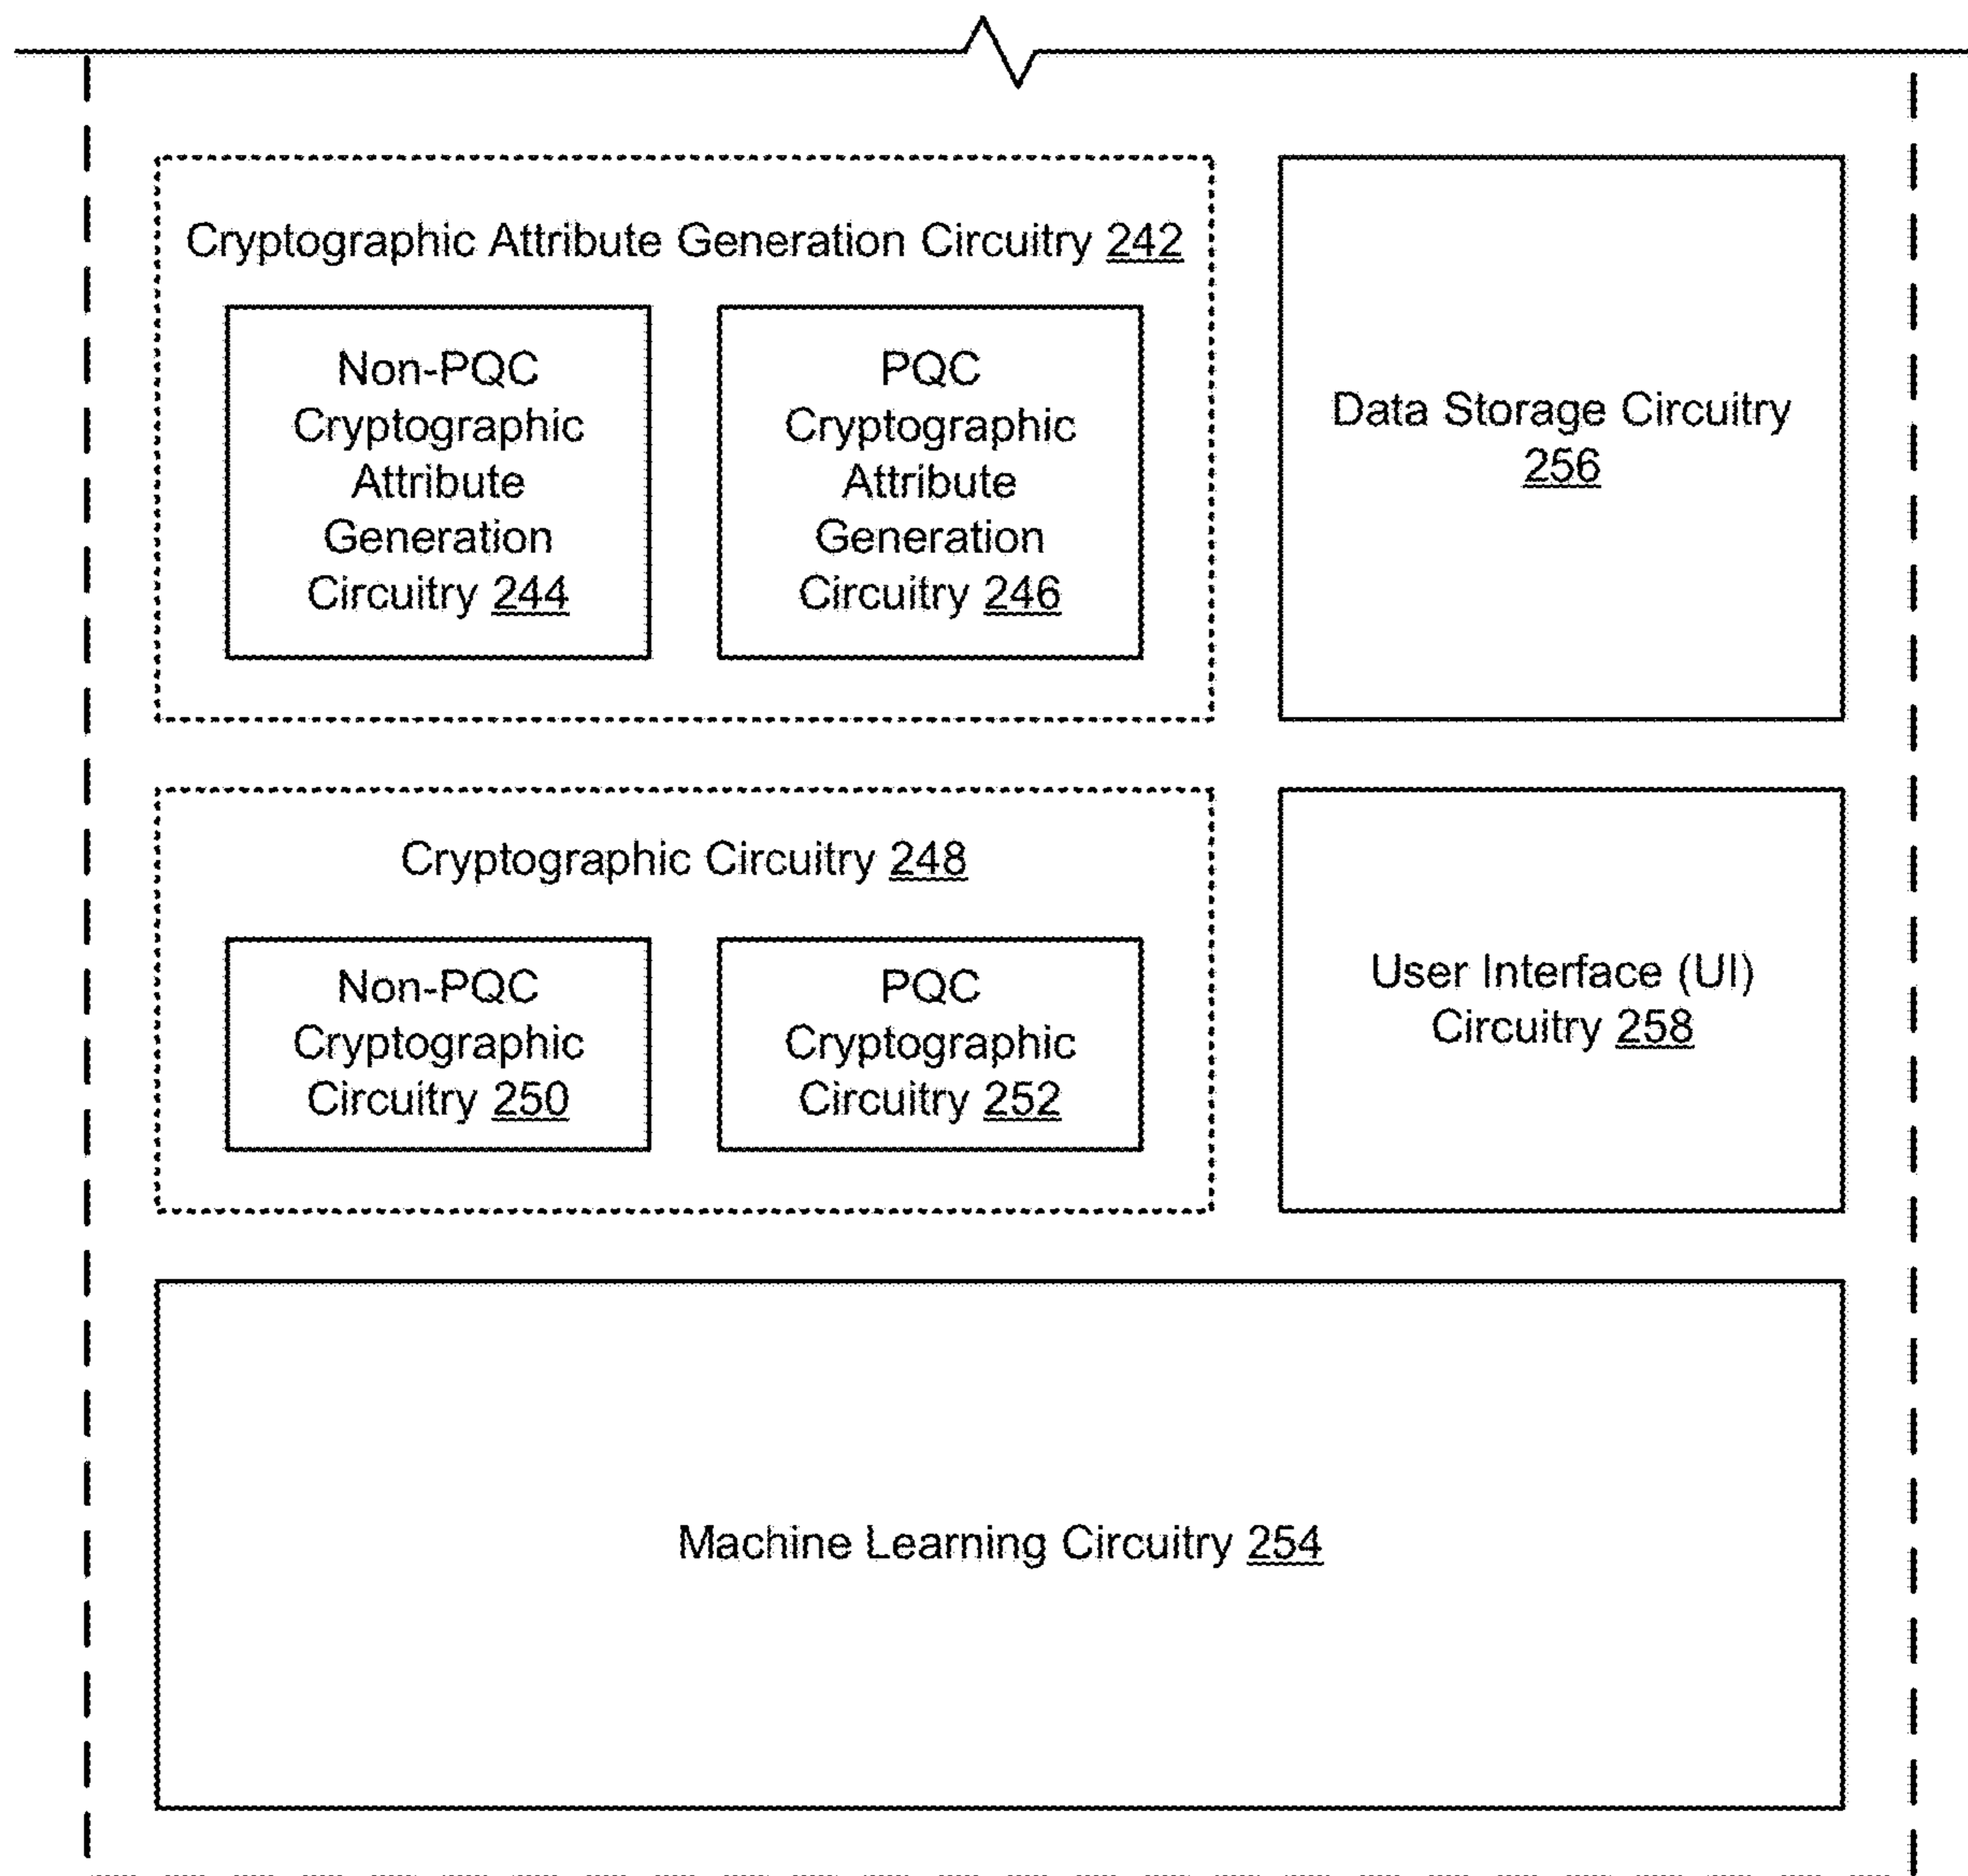 Cryptographic Attribute Generation Circuitry 242
Non-PQC
Cryptographic
Attribute
Generation
Circuitry 244
PQC
Cryptographic
Attribute
Generation
Circuitry 246
Data Storage Circuitry
256
Cryptographic Circuitry 248
Non-PQC
Cryptographic
Circuitry 250
PQC
Cryptographic
Circuitry 252
User Interface (UI)
Circuitry 258
Machine Learning Circuitry 254